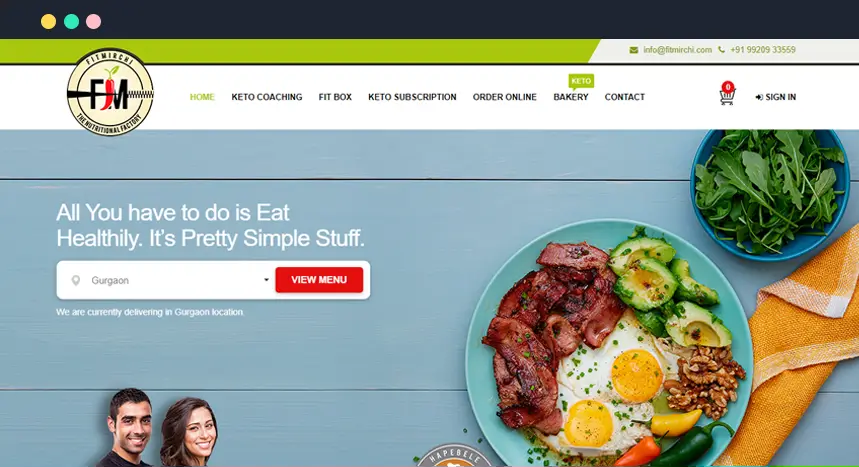 info@fitmirchi.com +91 99209 33559
FITMIRCHI
FM
THE NUTRITIONAL FACTORY
KETO
0
HOME KETO COACHING FIT BOX KETO SUBSCRIPTION ORDER ONLINE BAKERY CONTACT SIGN IN
All You have to do is Eat
Healthily. It's Pretty Simple Stuff.
Gurgaon VIEW MENU
We are currently delivering in Gurgaon location.
HAPEBELE